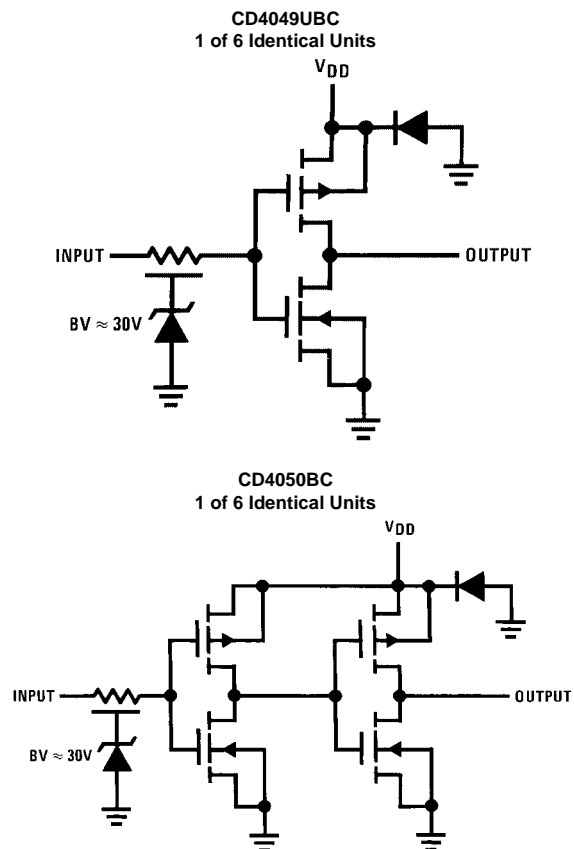 CD4049UBC
1 of 6 Identical Units
VDD
INPUT
OUTPUT
BV ≈ 30V
CD4050BC
1 of 6 Identical Units
VDD
INPUT
OUTPUT
BV ≈ 30V